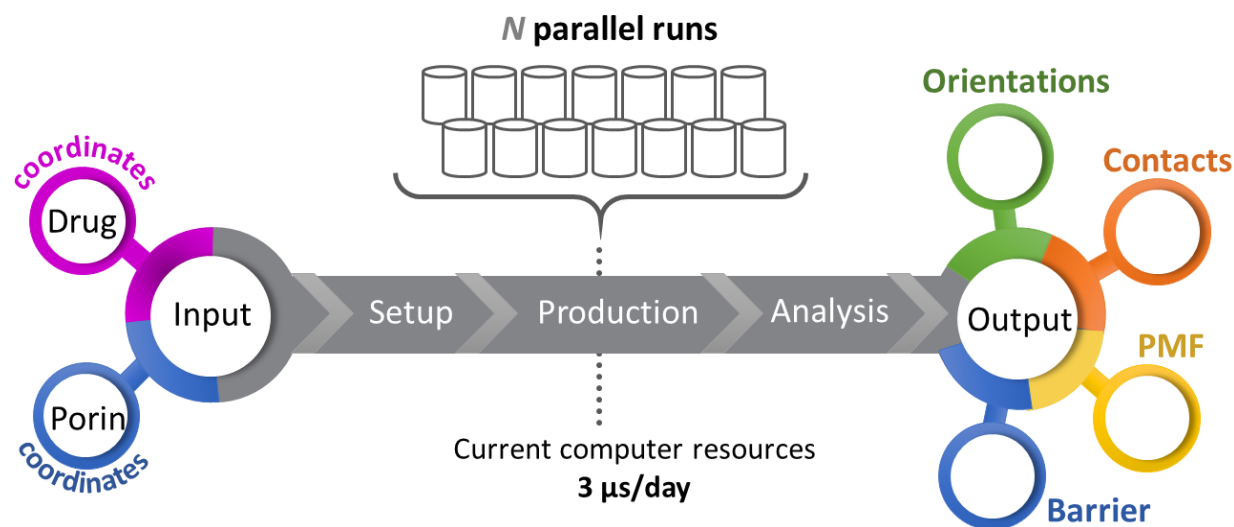 N parallel runs
coordinates
Drug
Input
Porin
coordinates
Setup
Production
Analysis
Current computer resources
3 µs/day
Output
Orientations
Contacts
PMF
Barrier